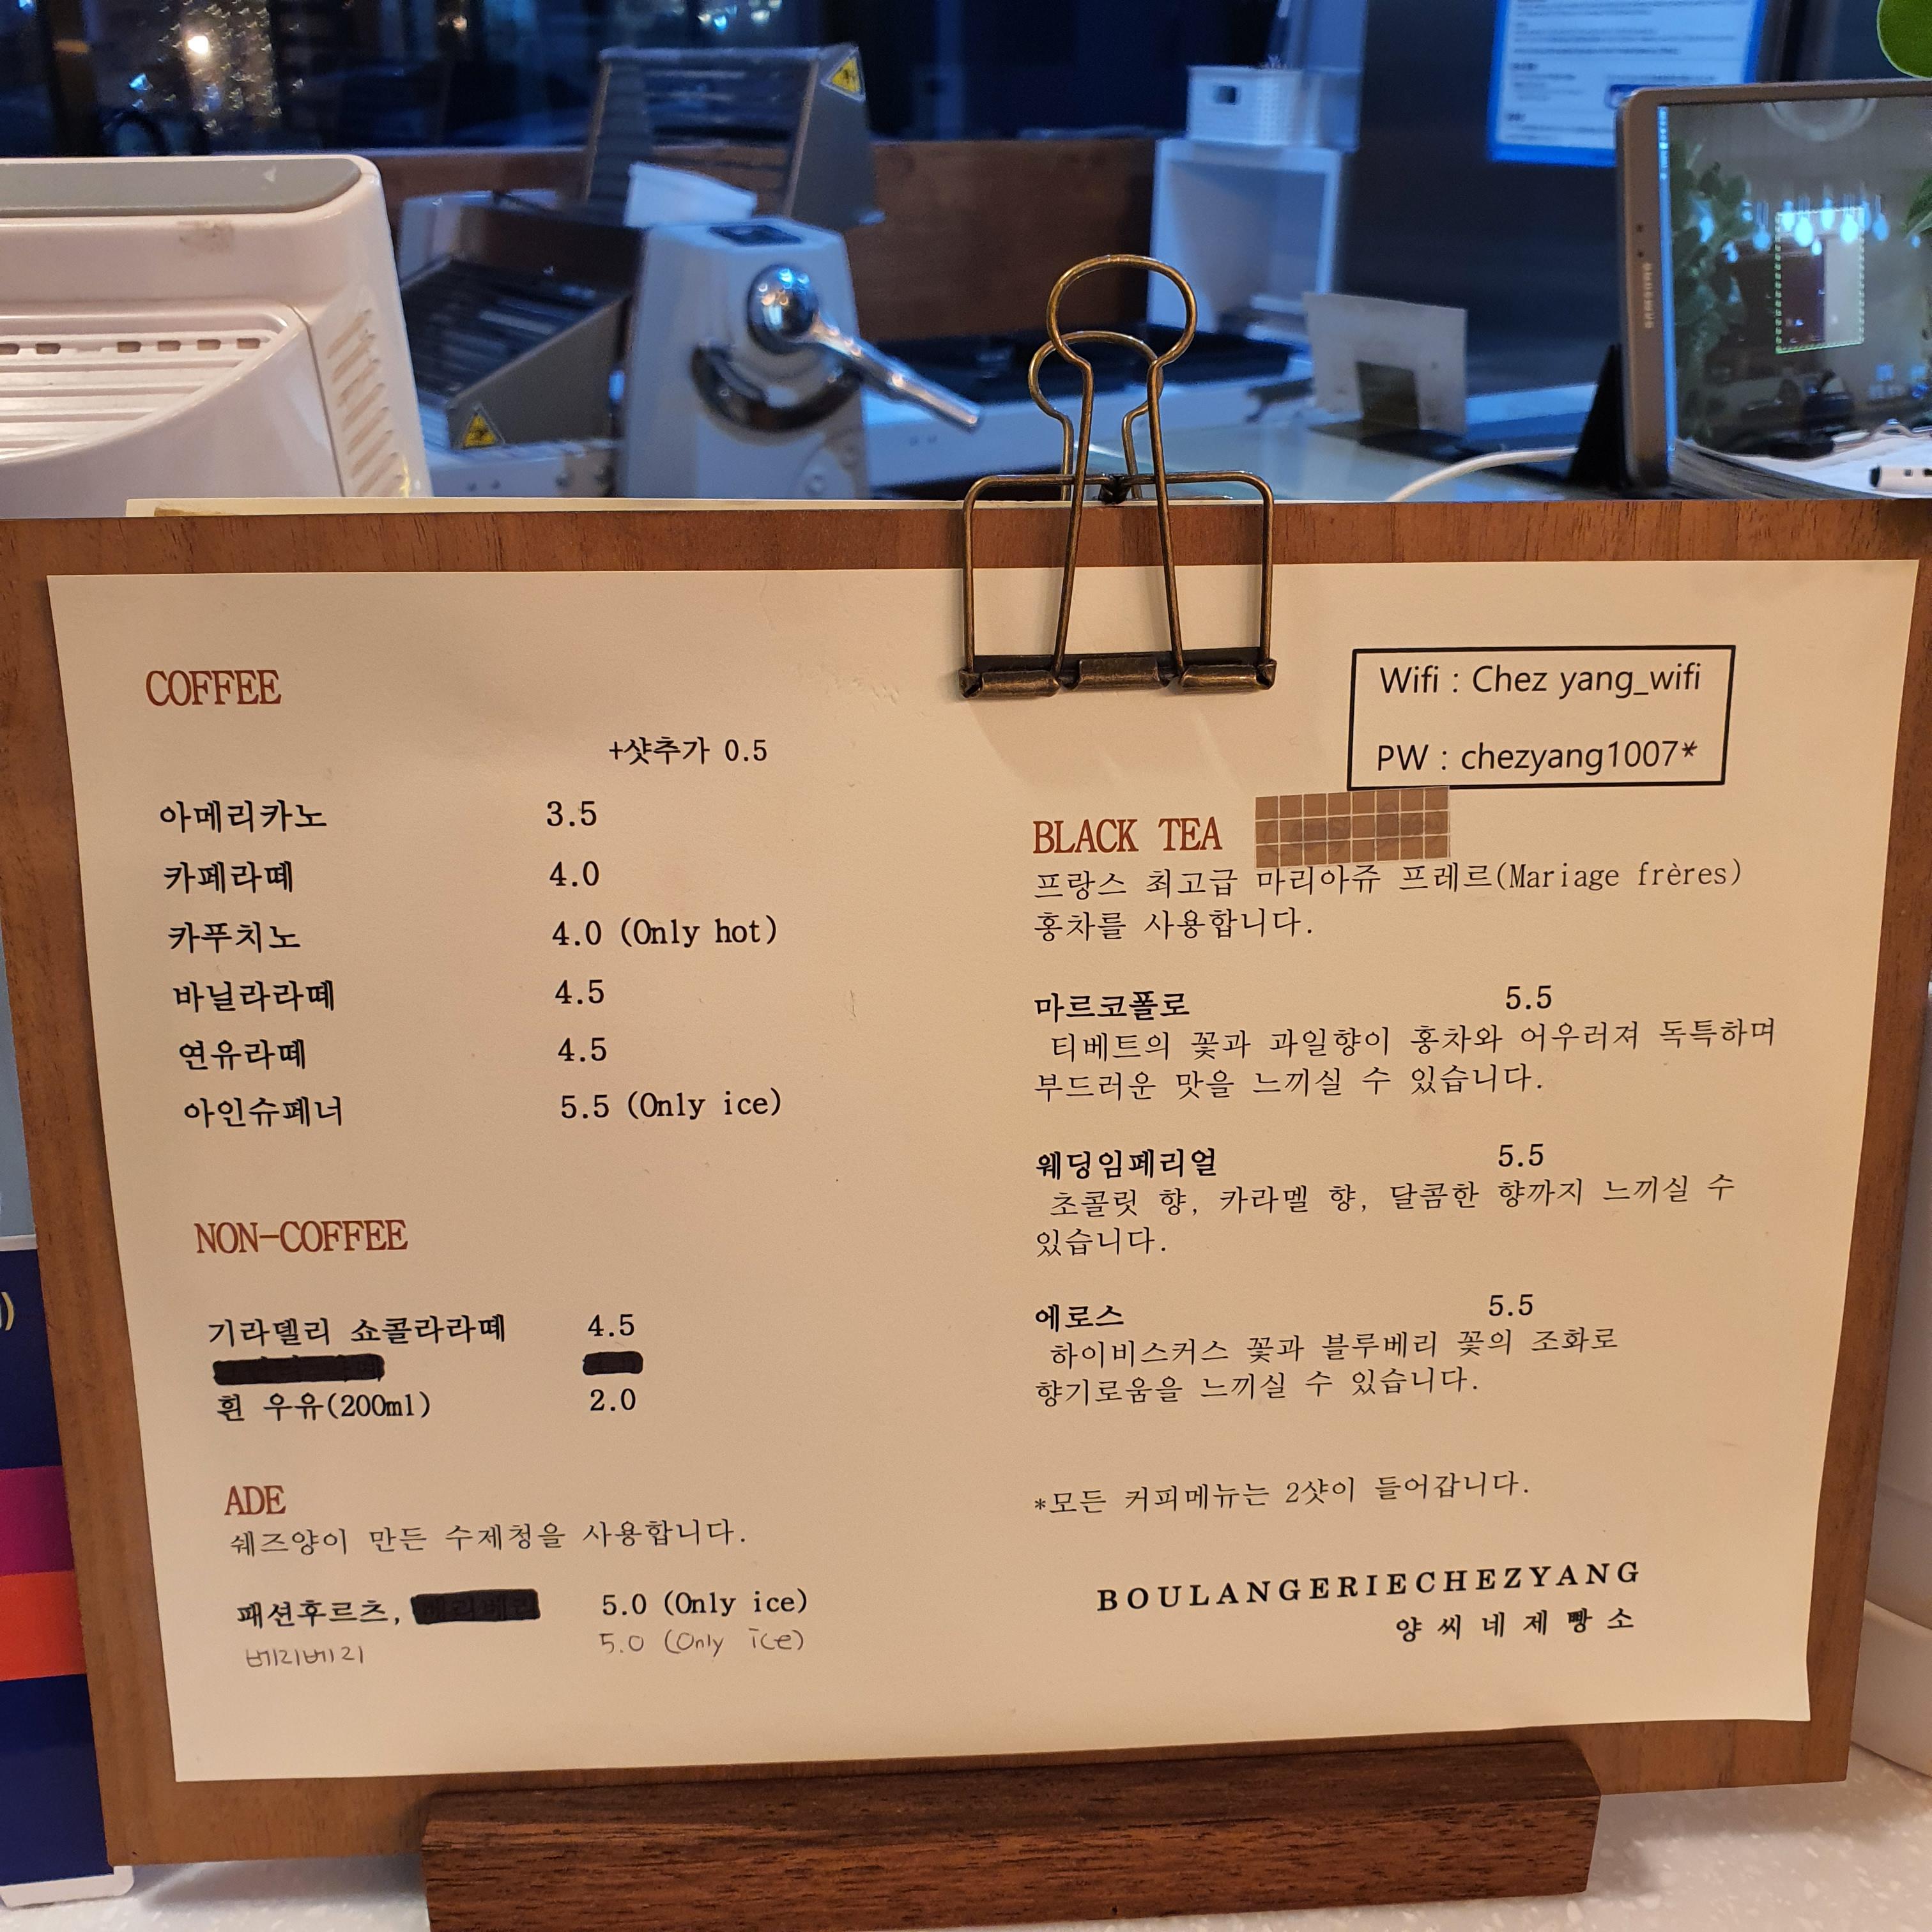 COFFEE
+샷추가 0.5
아메리카노 3.5
카페라떼 4.0
카푸치노 4.0 (Only hot)
바닐라라떼 4.5
연유라떼 4.5
아인슈페너 5.5 (Only ice)
NON-COFFEE
기라델리 쇼콜라라떼 4.5
흰 우유(200ml) 2.0
ADE
쉐즈양이 만든 수제청을 사용합니다.
패션후르츠, 5.0 (Only ice)
베리베리 5.0 (Only ice)
Wifi : Chez yang_wifi
PW : chezyang1007*
BLACK TEA
프랑스 최고급 마리아쥬 프레르(Mariage frères)
홍차를 사용합니다.
마르코폴로 5.5
티베트의 꽃과 과일향이 홍차와 어우러져 독특하며
부드러운 맛을 느끼실 수 있습니다.
웨딩임페리얼 5.5
초콜릿 향, 카라멜 향, 달콤한 향까지 느끼실 수
있습니다.
에로스 5.5
하이비스커스 꽃과 블루베리 꽃의 조화로
향기로움을 느끼실 수 있습니다.
*모든 커피메뉴는 2샷이 들어갑니다.
BOULANGERIECHEZYANG
양씨네제빵소